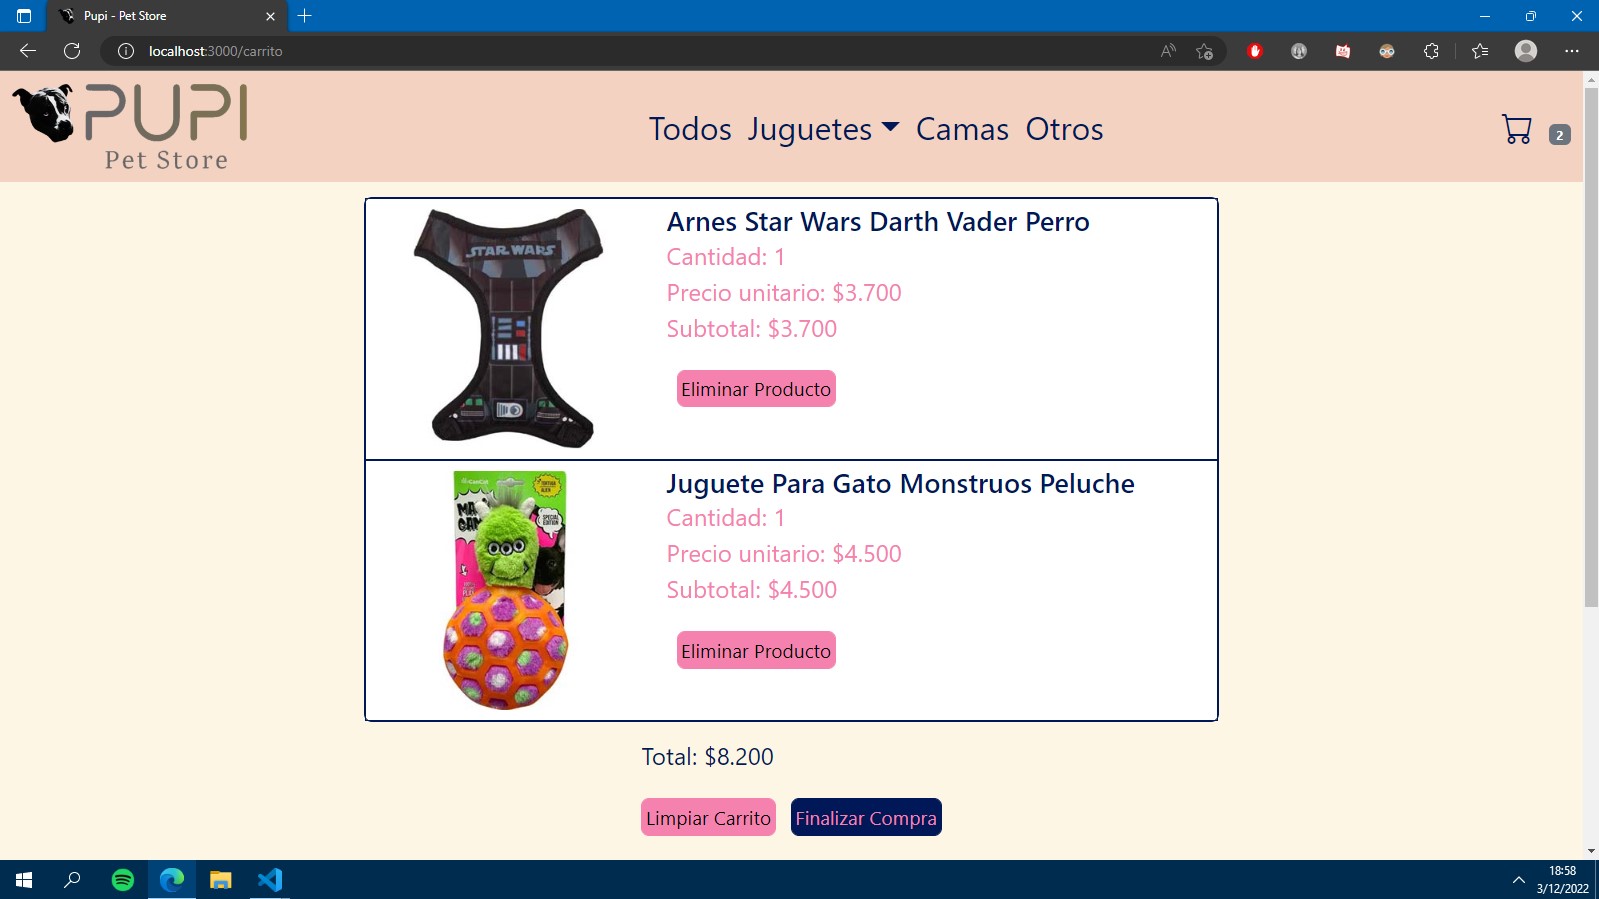 Pupi - Pet Store
localhost:3000/carrito
PUPI
Pet Store
Todos Juguetes Camas Otros
2
STAR WARS
Arnes Star Wars Darth Vader Perro
Cantidad: 1
Precio unitario: $3.700
Subtotal: $3.700
Eliminar Producto
SPECIAL
EDITION
Juguete Para Gato Monstruos Peluche
Cantidad: 1
Precio unitario: $4.500
Subtotal: $4.500
Eliminar Producto
Total: $8.200
Limpiar Carrito Finalizar Compra
18:58
3/12/2022